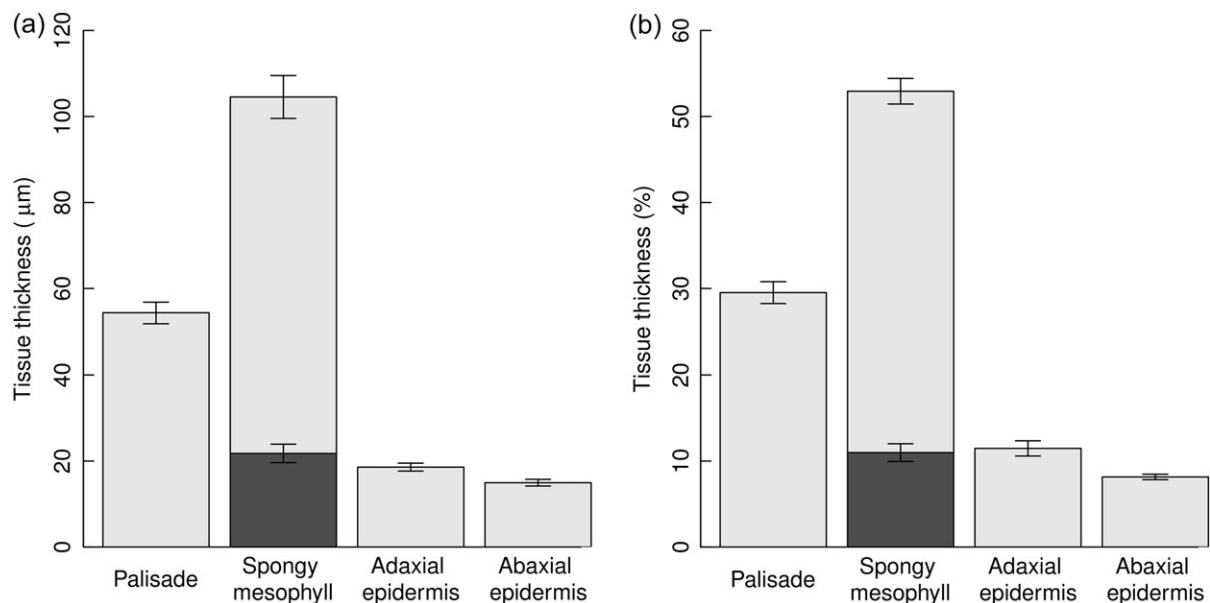 (a)
Tissue thickness ( μm)
0
20
40
60
80
100
120
Palisade
Spongy
mesophyll
Adaxial
epidermis
Abaxial
epidermis
(b)
Tissue thickness (%)
0
10
20
30
40
50
60
Palisade
Spongy
mesophyll
Adaxial
epidermis
Abaxial
epidermis